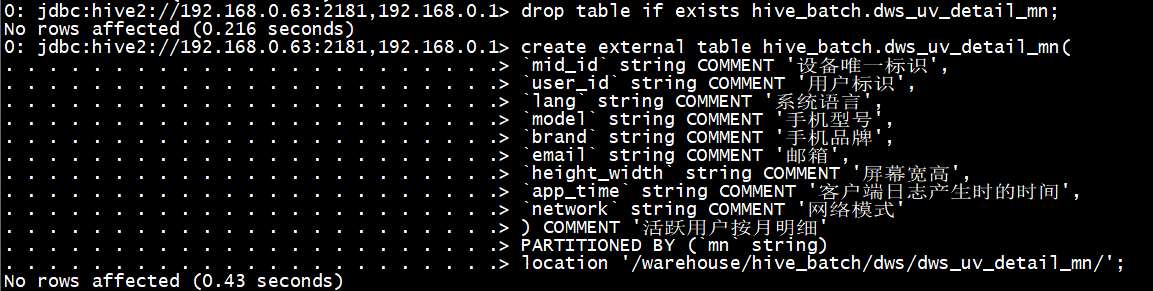 0: jdbc:hive2://192.168.0.63:2181,192.168.0.1> drop table if exists hive_batch.dws_uv_detail_mn;
No rows affected (0.216 seconds)
0: jdbc:hive2://192.168.0.63:2181,192.168.0.1> create external table hive_batch.dws_uv_detail_mn(
. . . . . . . . . . . . . . . . . . . . . . .> `mid_id` string COMMENT '设备唯一标识',
. . . . . . . . . . . . . . . . . . . . . . .> `user_id` string COMMENT '用户标识',
. . . . . . . . . . . . . . . . . . . . . . .> `lang` string COMMENT '系统语言',
. . . . . . . . . . . . . . . . . . . . . . .> `model` string COMMENT '手机型号',
. . . . . . . . . . . . . . . . . . . . . . .> `brand` string COMMENT '手机品牌',
. . . . . . . . . . . . . . . . . . . . . . .> `email` string COMMENT '邮箱',
. . . . . . . . . . . . . . . . . . . . . . .> `height_width` string COMMENT '屏幕宽高',
. . . . . . . . . . . . . . . . . . . . . . .> `app_time` string COMMENT '客户端日志产生时的时间',
. . . . . . . . . . . . . . . . . . . . . . .> `network` string COMMENT '网络模式'
. . . . . . . . . . . . . . . . . . . . . . .> ) COMMENT '活跃用户按月明细'
. . . . . . . . . . . . . . . . . . . . . . .> PARTITIONED BY (`mn` string)
. . . . . . . . . . . . . . . . . . . . . . .> location '/warehouse/hive_batch/dws/dws_uv_detail_mn/';
No rows affected (0.43 seconds)